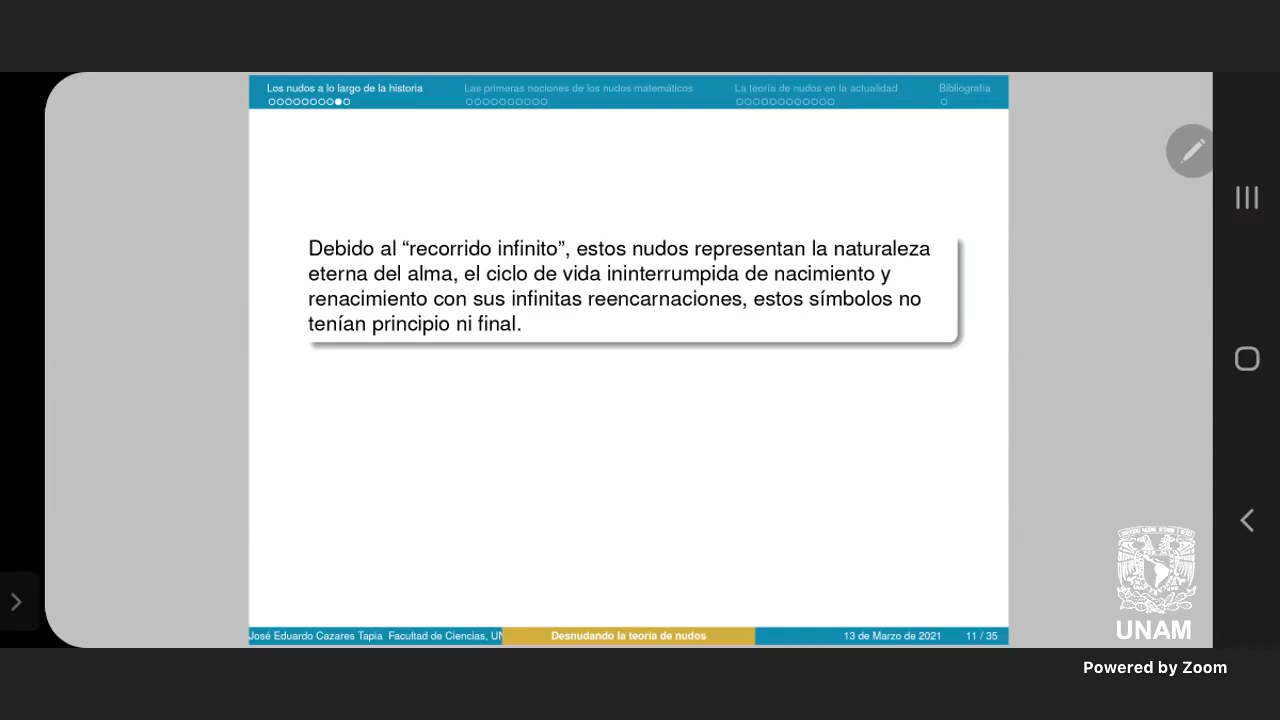 Los nudos a lo largo de la historia
Las primeras nociones de los nudos matemáticos
La teoría de nudos en la actualidad
Bibliografía
Debido al “recorrido infinito”, estos nudos representan la naturaleza
eterna del alma, el ciclo de vida ininterrumpida de nacimiento y
renacimiento con sus infinitas reencarnaciones, estos símbolos no
tenían principio ni final.
José Eduardo Cazares Tapia Facultad de Ciencias, UN
Desnudando la teoría de nudos
13 de Marzo de 2021
11 / 35
UNAM
Powered by Zoom